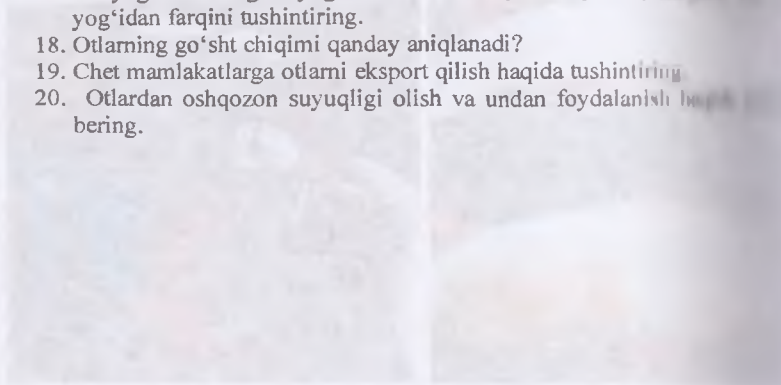 yog‘idan farqini tushintiring.
18. Otlarning go‘sht chiqimi qanday aniqlanadi?
19. Chet mamlakatlarga otlarni eksport qilish haqida tushintiring
20. Otlardan oshqozon suyuqligi olish va undan foydalanish
bering.